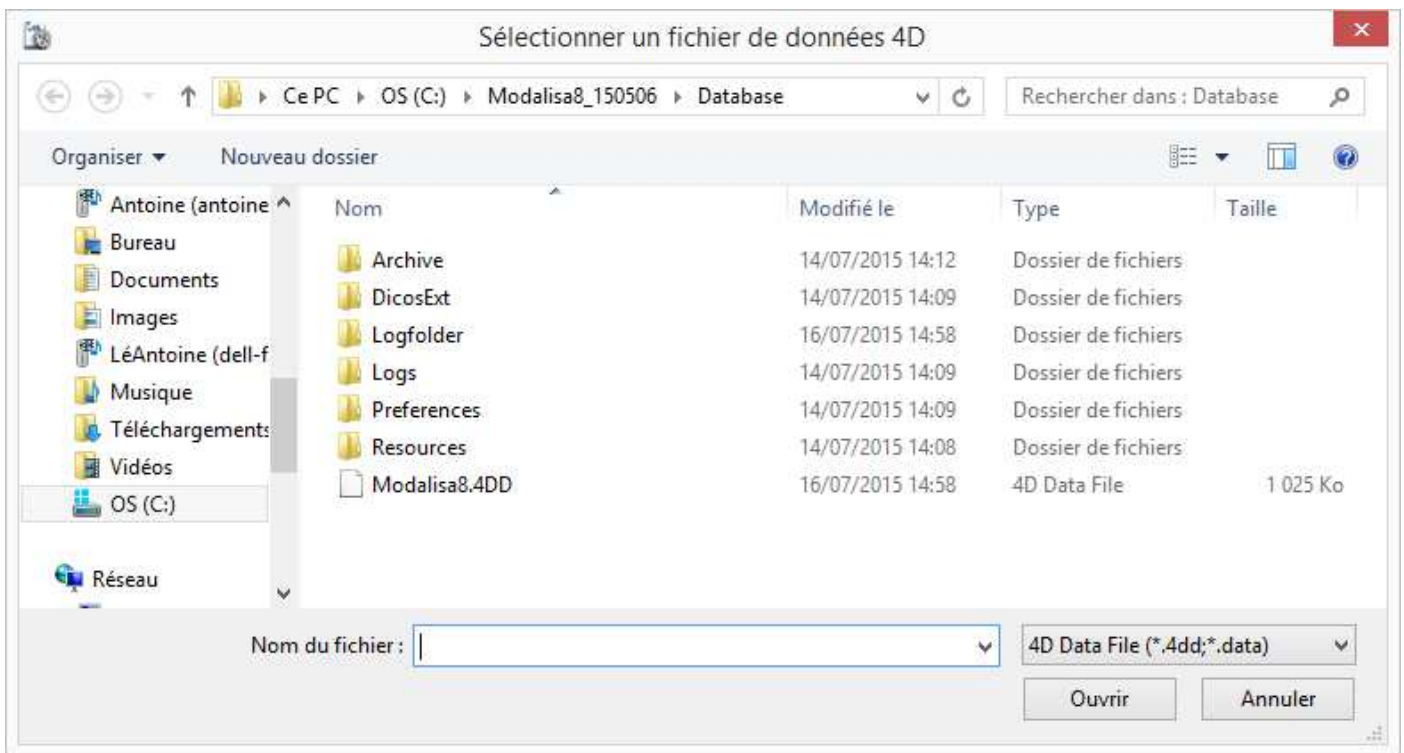 Sélectionner un fichier de données 4D
Ce PC OS (C:) Modalisa8_150506 Database Rechercher dans : Database
Organiser Nouveau dossier
Nom Modifié le Type Taille
Antoine (antoine
Bureau
Documents
Images
LéAntoine (dell-f
Musique
Téléchargements
Vidéos
OS (C:)
Réseau
Archive 14/07/2015 14:12 Dossier de fichiers
DicosExt 14/07/2015 14:09 Dossier de fichiers
Logfolder 16/07/2015 14:58 Dossier de fichiers
Logs 14/07/2015 14:09 Dossier de fichiers
Preferences 14/07/2015 14:09 Dossier de fichiers
Resources 14/07/2015 14:08 Dossier de fichiers
Modalisa8.4DD 16/07/2015 14:58 4D Data File 1 025 Ko
Nom du fichier : 4D Data File (*.4dd;*.data)
Ouvrir Annuler